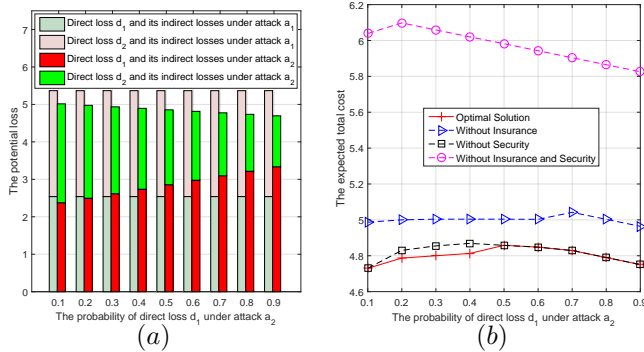 Direct loss d1 and its indirect losses under attack a1
Direct loss d2 and its indirect losses under attack a1
Direct loss d1 and its indirect losses under attack a2
Direct loss d2 and its indirect losses under attack a2
The potential loss
7
6
5
4
3
2
1
0
0.1 0.2 0.3 0.4 0.5 0.6 0.7 0.8 0.9
The probability of direct loss d1 under attack a2
(a)
The expected total cost
6.2
6
5.8
5.6
5.4
5.2
5
4.8
4.6
Optimal Solution
Without Insurance
Without Security
Without Insurance and Security
0.1 0.2 0.3 0.4 0.5 0.6 0.7 0.8 0.9
The probability of direct loss d1 under attack a2
(b)